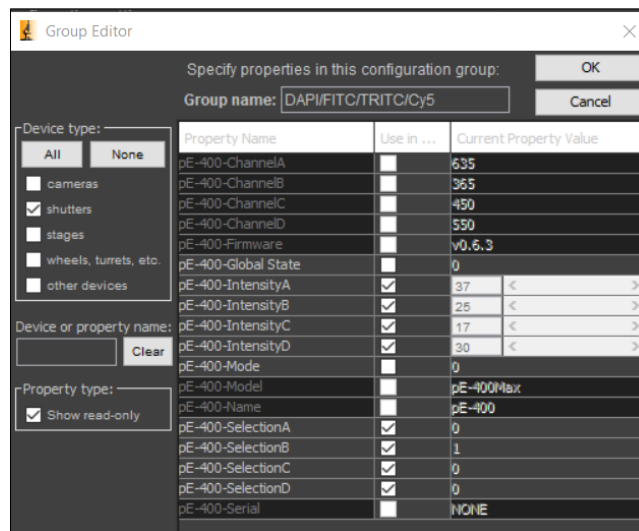 Group Editor
Specify properties in this configuration group:
OK
Group name: DAPI/FITC/TRITC/Cy5
Cancel
Device type:
All None
cameras
shutters
stages
wheels, turrets, etc.
other devices
Device or property name:
Clear
Property type:
Show read-only
Property Name Use in ... Current Property Value
pE-400-ChannelA 635
pE-400-ChannelB 365
pE-400-ChannelC 450
pE-400-ChannelD 550
pE-400-Firmware v0.6.3
pE-400-Global State 0
pE-400-IntensityA 37
pE-400-IntensityB 25
pE-400-IntensityC 17
pE-400-IntensityD 30
pE-400-Mode 0
pE-400-Model pE-400Max
pE-400-Name pE-400
pE-400-SelectionA 0
pE-400-SelectionB 1
pE-400-SelectionC 0
pE-400-SelectionD 0
pE-400-Serial NONE